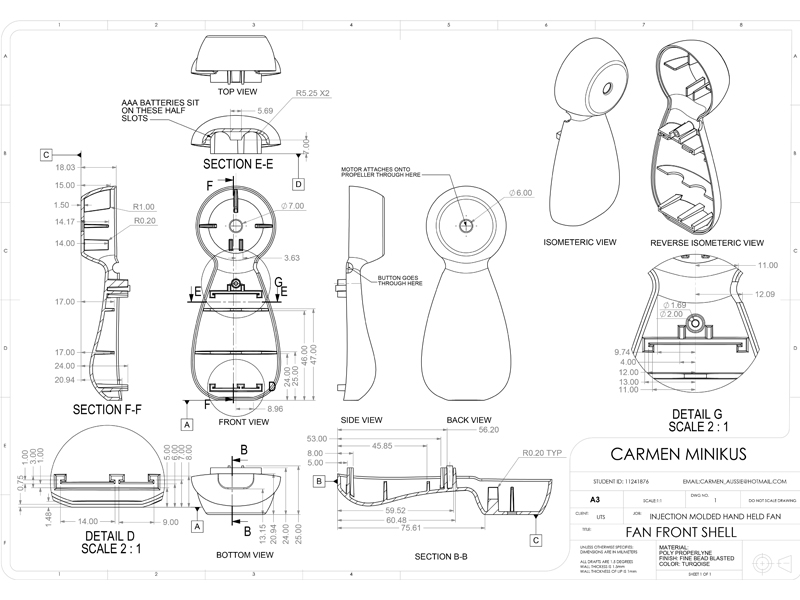 1 2 3 4 5 6 7 8
TOP VIEW
R5.25 X2
5.69
AAA BATTERIES SIT
ON THESE HALF
SLOTS
7.00
SECTION E-E
D
C
18.03
15.00
1.50
14.17
14.00
R1.00
R0.20
17.00
17.00
24.00
20.94
SECTION F-F
F
⌀7.00
3.63
E
G
E
46.00
47.00
24.00
25.00
D
F
8.96
A
FRONT VIEW
MOTOR ATTACHES ONTO
PROPELLER THROUGH HERE
BUTTON GOES
THROUGH HERE
⌀6.00
SIDE VIEW
BACK VIEW
ISOMETERIC VIEW
REVERSE ISOMETERIC VIEW
11.00
12.09
⌀1.69
⌀2.00
9.74
4.00
12.00
13.00
11.00
DETAIL G
SCALE 2 : 1
1.00
3.00
1.00
0.75
1.48
5.00
6.00
7.00
8.00
14.00
9.00
DETAIL D
SCALE 2 : 1
B
A
B
13.15
20.94
24.00
25.00
BOTTOM VIEW
56.20
53.00
45.85
8.00
5.00
B
R0.20 TYP
59.52
60.48
75.61
C
SECTION B-B
CARMEN MINIKUS
STUDENT ID: 11241876
EMAIL:CARMEN_AUSSIE@HOTMAIL.COM
A3
SCALE 1:1
DWG NO.
1
DO NOT SCALE DRAWING
CLIENT:
UTS
JOB:
INJECTION MOLDED HAND HELD FAN
TITLE:
FAN FRONT SHELL
UNLESS OTHERWISE SPECIFIED:
DIMENSIONS ARE IN MILIMETERS
ALL DRAFTS ARE 1.5 DEGREES
WALL THICKNESS IS 1.5MM
WALL THICKNESS OF LIP IS 1MM
MATERIAL:
POLY PROPERLYNE
FINISH: FINE BEAD BLASTED
COLOR: TURQOISE
SHEET 1 OF 1
1 2 3 4